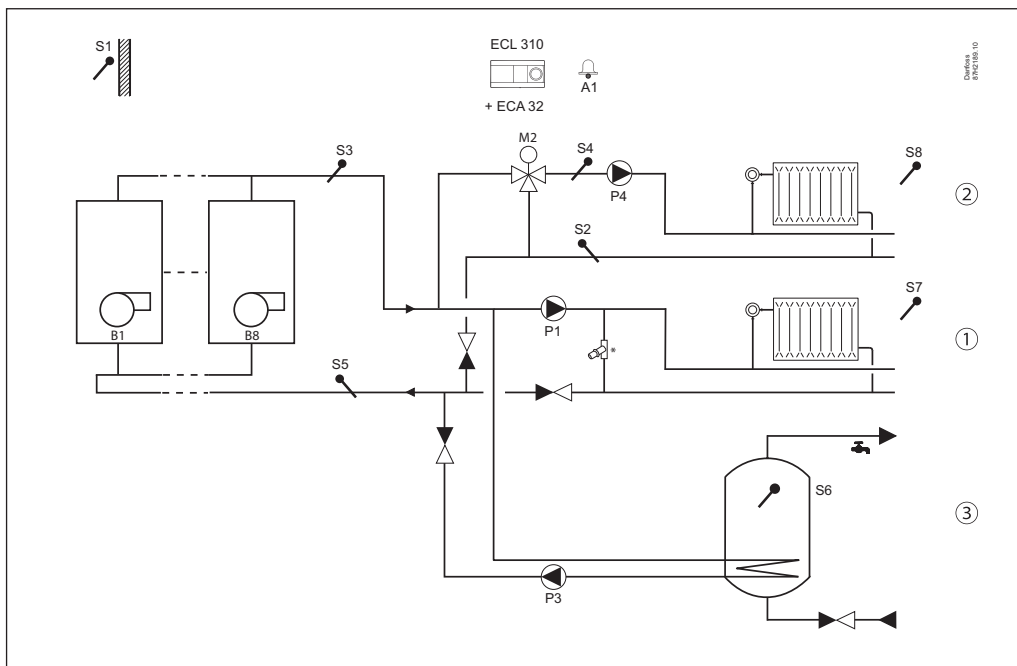 S1
ECL 310
A1
+ ECA 32
Danfoss
87H2189.10
M2
S4
P4
S3
S8
2
S2
S7
P1
*
1
B1
B8
S5
S6
3
P3